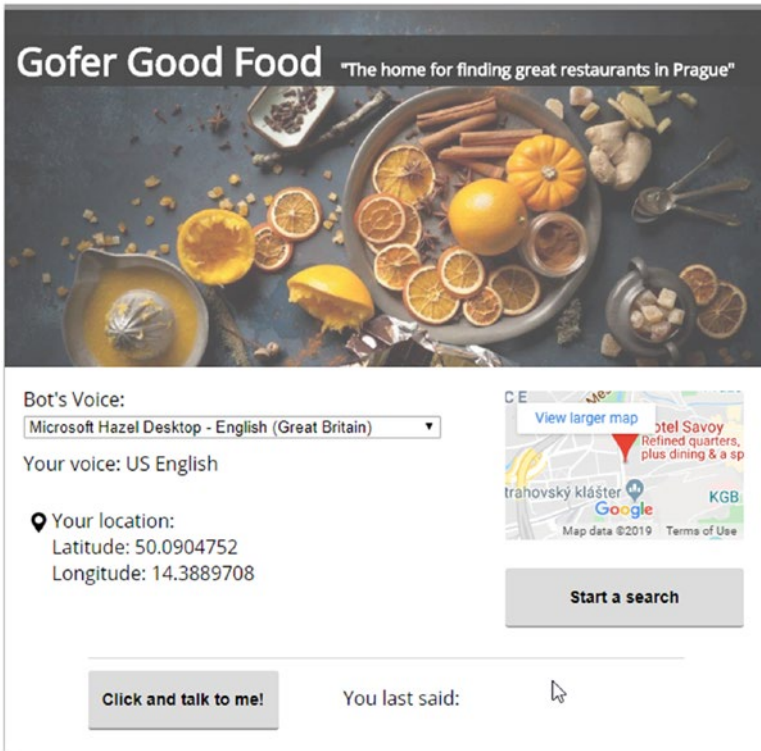 Gofer Good Food "The home for finding great restaurants in Prague"
Bot's Voice:
Microsoft Hazel Desktop - English (Great Britain)
Your voice: US English
Your location:
Latitude: 50.0904752
Longitude: 14.3889708
C E
View larger map
otel Savoy
Refined quarters,
plus dining & a sp
trahovský klášter
KGB
Google
Map data ©2019 Terms of Use
Start a search
Click and talk to me!
You last said: